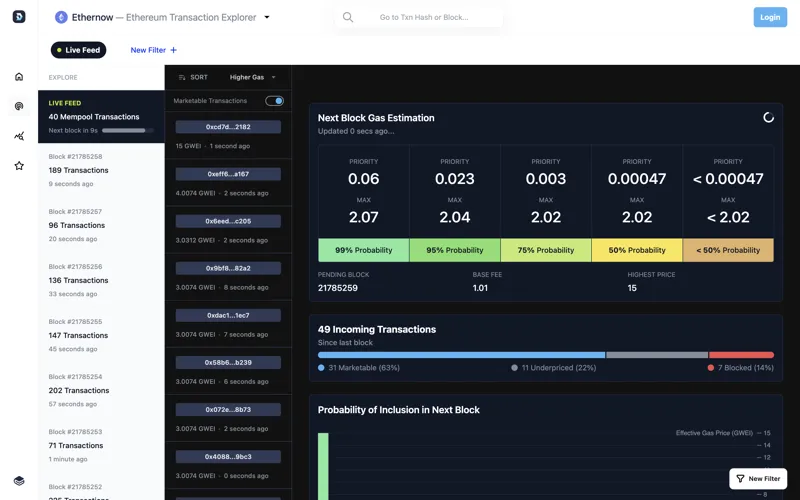 Ethernow — Ethereum Transaction Explorer
Go to Txn Hash or Block...
Login
Live Feed
New Filter +
EXPLORE
LIVE FEED
40 Mempool Transactions
Next block in 9s
Block #21785258
189 Transactions
9 seconds ago
Block #21785257
96 Transactions
20 seconds ago
Block #21785256
136 Transactions
33 seconds ago
Block #21785255
147 Transactions
45 seconds ago
Block #21785254
202 Transactions
57 seconds ago
Block #21785253
71 Transactions
1 minute ago
Block #21785252
SORT
Higher Gas
Marketable Transactions
0xcd7d...2182
15 GWEI · 1 second ago
0xeff6...a167
4.0074 GWEI · 2 seconds ago
0x6eed...c205
3.0312 GWEI · 2 seconds ago
0x9bf8...82a2
3.0074 GWEI · 8 seconds ago
0xdac1...1ec7
3.0074 GWEI · 7 seconds ago
0x58b6...b239
3.0074 GWEI · 6 seconds ago
0x072e...8b73
3.0074 GWEI · 2 seconds ago
0x4088...9bc3
3.0074 GWEI · 0 seconds ago
Next Block Gas Estimation
Updated 0 secs ago...
PRIORITY PRIORITY PRIORITY PRIORITY PRIORITY
0.06 0.023 0.003 0.00047 < 0.00047
MAX MAX MAX MAX MAX
2.07 2.04 2.02 2.02 < 2.02
99% Probability 95% Probability 75% Probability 50% Probability < 50% Probability
PENDING BLOCK BASE FEE HIGHEST PRICE
21785259 1.01 15
49 Incoming Transactions
Since last block
31 Marketable (63%) 11 Underpriced (22%) 7 Blocked (14%)
Probability of Inclusion in Next Block
Effective Gas Price (GWEI) 15
14
12
New Filter
8